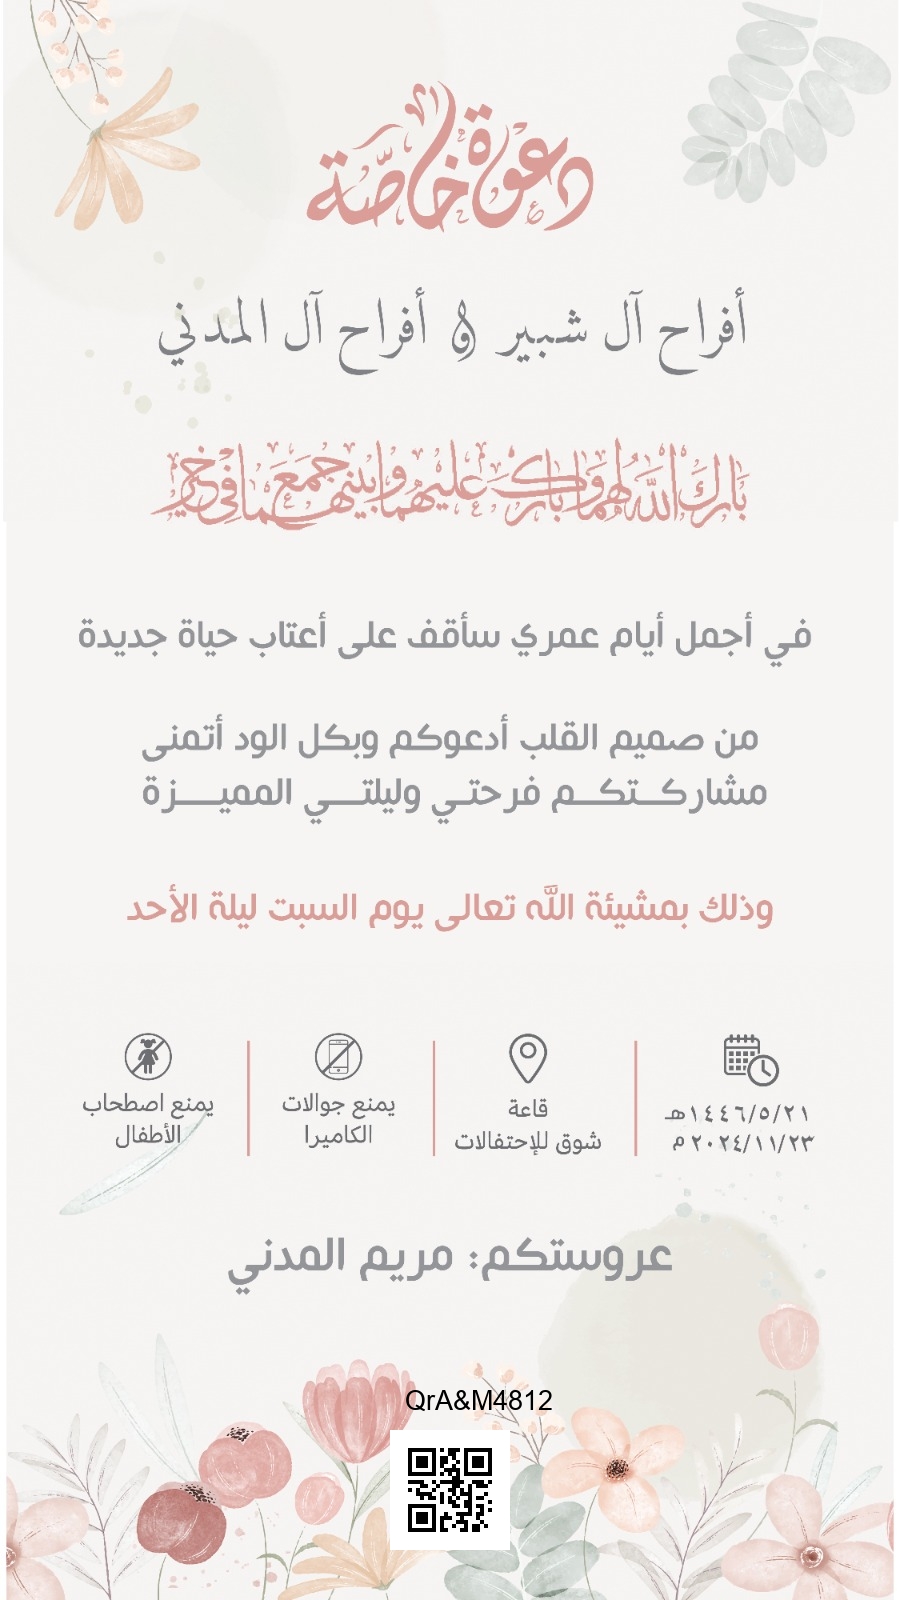 دعوة خاصة
أفراح آل شبير و أفراح آل المدني
بارك الله لهما وبارك عليهما وجمع بينهما في خير
في أجمل أيام عمري سأقف على أعتاب حياة جديدة
من صميم القلب أدعوكم وبكل الود أتمنى
مشاركتكم فرحتي وليلتي المميزة
وذلك بمشيئة الله تعالى يوم السبت ليلة الأحد
١٤٤٦/٥/٢١هـ
٢٠٢٤/١١/٢٣م
قاعة
شوق للإحتفالات
يمنع جوالات
الكاميرا
يمنع اصطحاب
الأطفال
عروستكم: مريم المدني
QrA&M4812